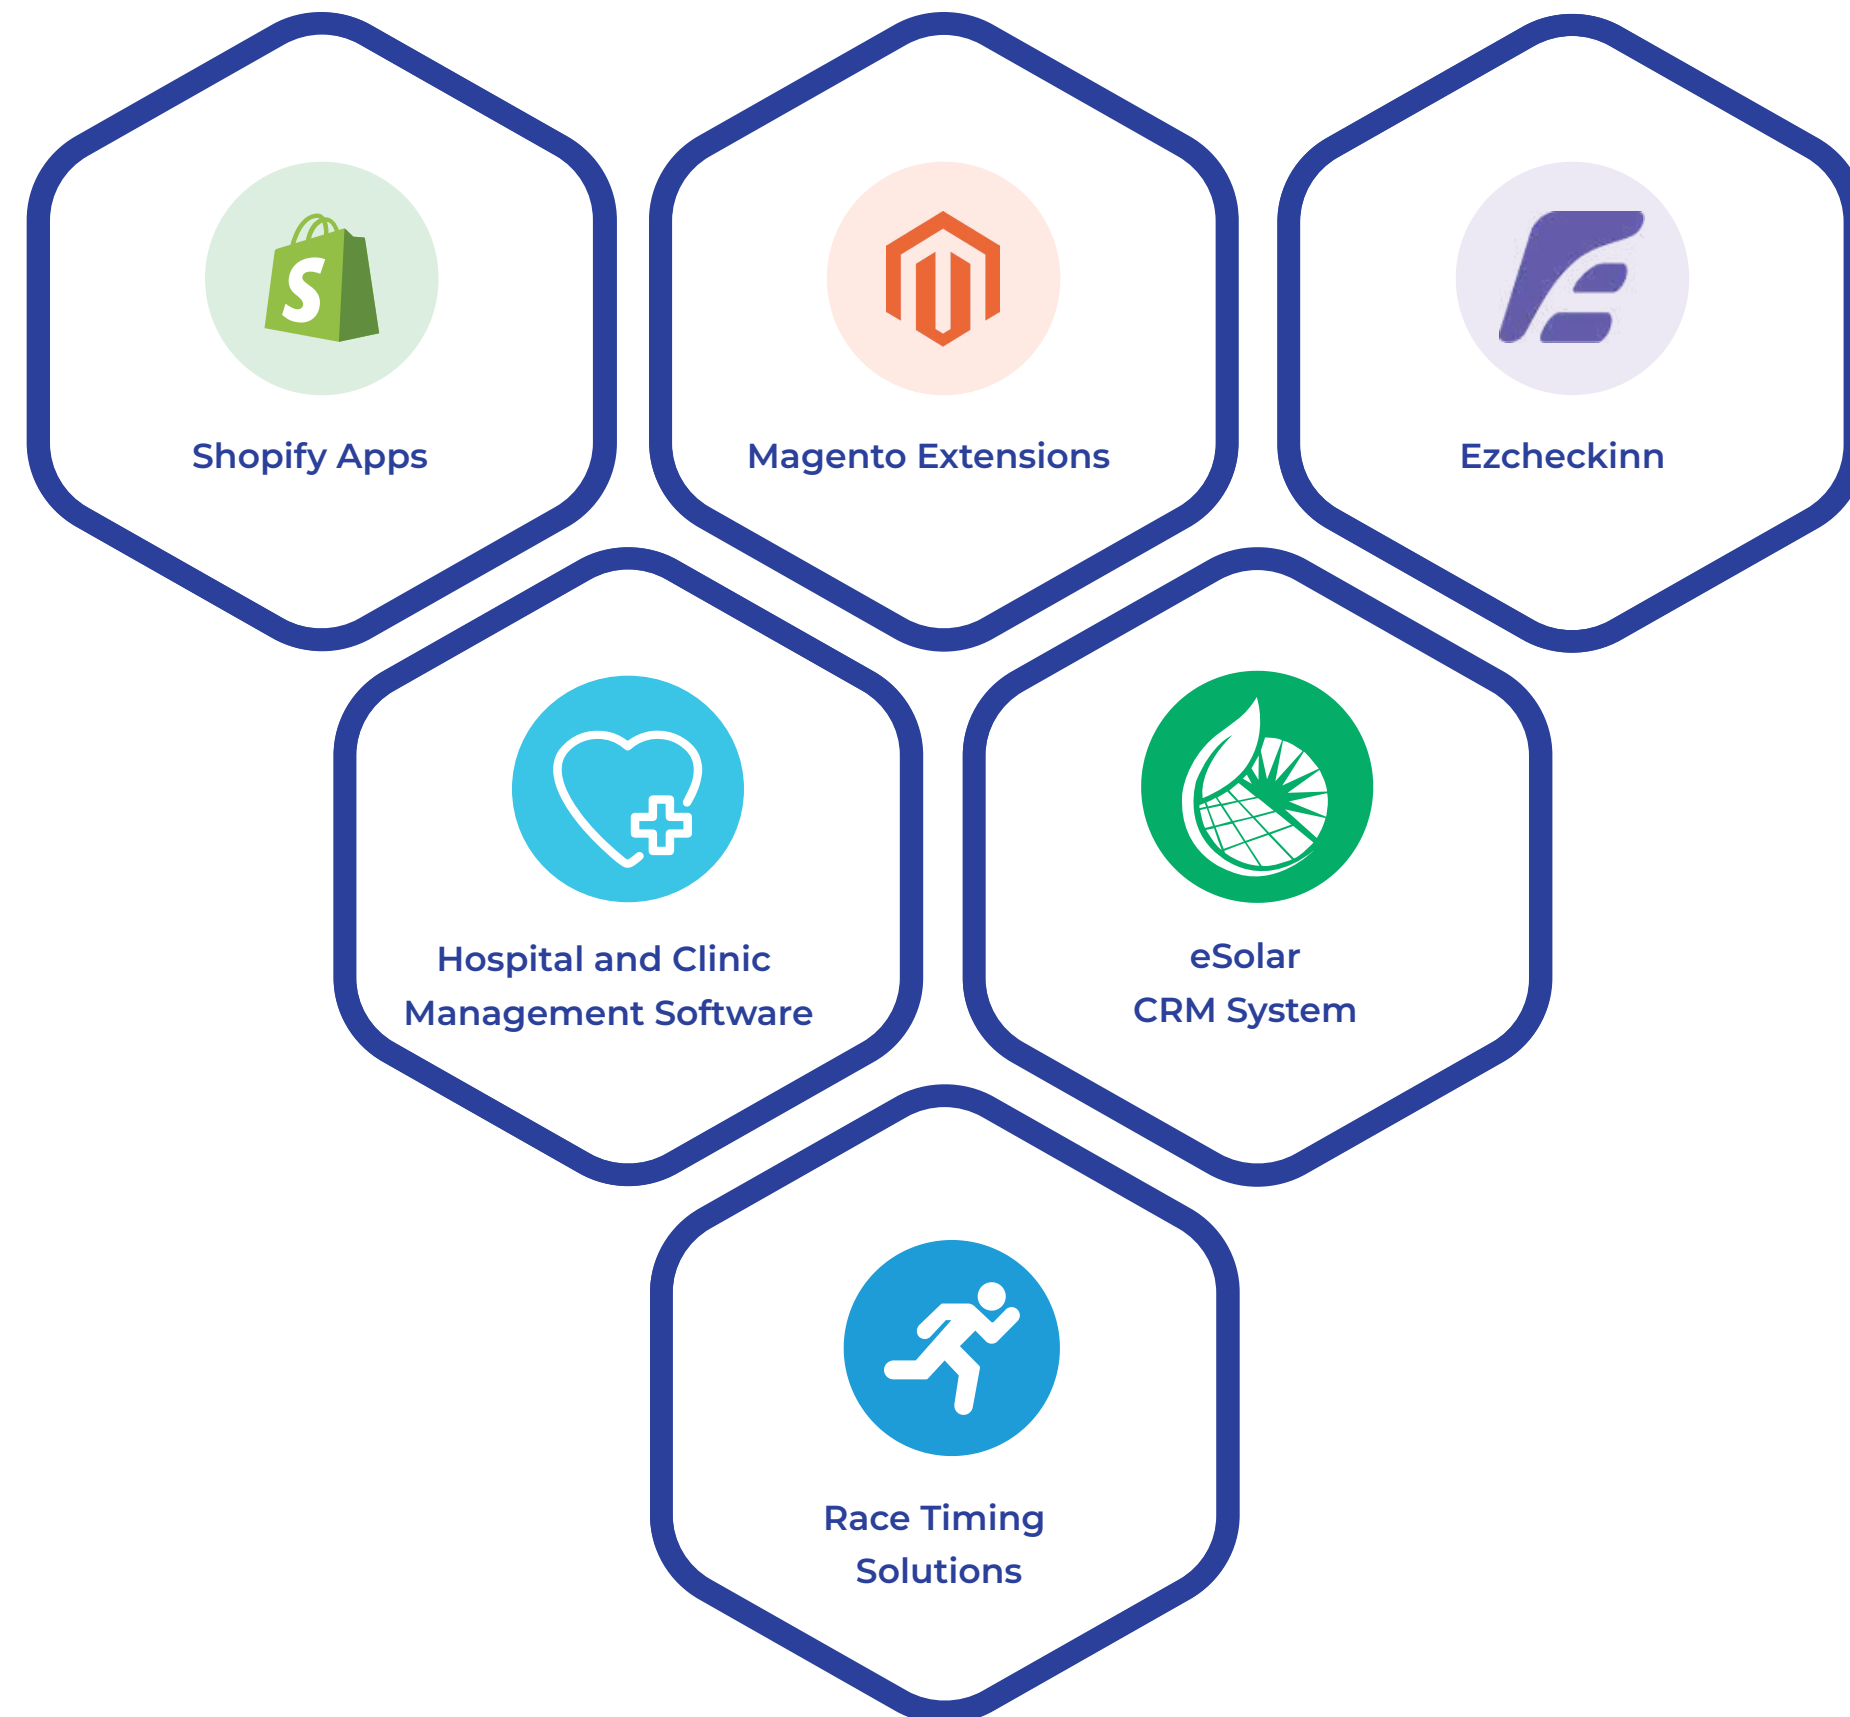 S
Shopify Apps
Magento Extensions
Ezcheckinn
Hospital and Clinic
Management Software
eSolar
CRM System
Race Timing
Solutions